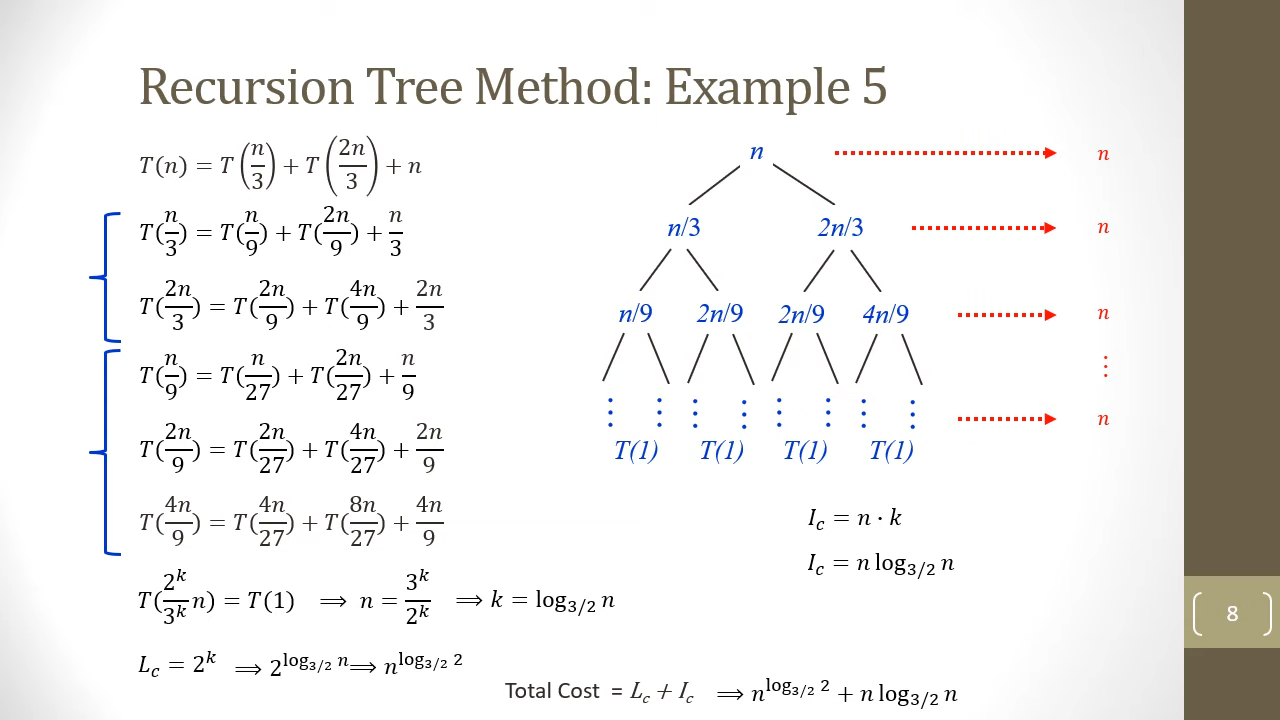 Recursion Tree Method: Example 5
T(n) = T(n/3) + T(2n/3) + n
T(n/3) = T(n/9) + T(2n/9) + n/3
T(2n/3) = T(2n/9) + T(4n/9) + 2n/3
T(n/9) = T(n/27) + T(2n/27) + n/9
T(2n/9) = T(2n/27) + T(4n/27) + 2n/9
T(4n/9) = T(4n/27) + T(8n/27) + 4n/9
T(2^k/3^k n) = T(1) ⟹ n = 3^k/2^k ⟹ k = log_{3/2} n
L_c = 2^k ⟹ 2^{log_{3/2} n} ⟹ n^{log_{3/2} 2}
n n
n/3 2n/3 n
n/9 2n/9 2n/9 4n/9 n
⋮
⋮ ⋮ ⋮ ⋮ ⋮ ⋮ ⋮ ⋮ n
T(1) T(1) T(1) T(1)
I_c = n · k
I_c = n log_{3/2} n
Total Cost = L_c + I_c ⟹ n^{log_{3/2} 2} + n log_{3/2} n
8